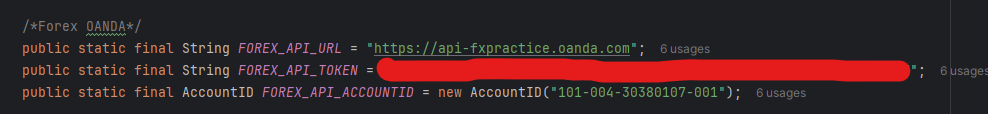 /*Forex OANDA*/
public static final String FOREX_API_URL = "https://api-fxpractice.oanda.com"; 6 usages
public static final String FOREX_API_TOKEN = "; 6 usages
public static final AccountID FOREX_API_ACCOUNTID = new AccountID("101-004-30380107-001"); 6 usages